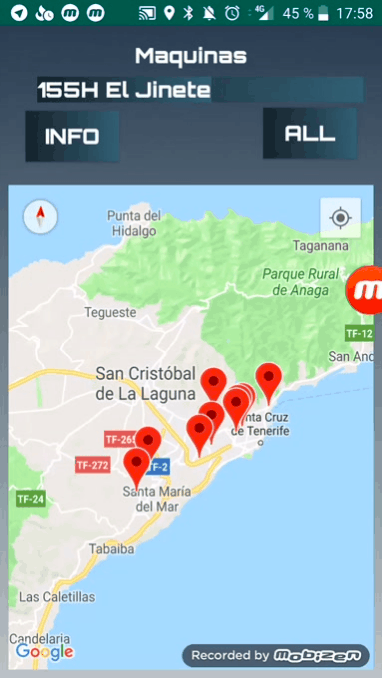 4G 45 % 17:58
Maquinas
155H El Jinete
INFO
ALL
Punta del
Hidalgo
Taganana
Parque Rural
de Anaga
Tegueste
TF-12
San And
San Cristóbal
de La Laguna
Santa Cruz
de Tenerife
TF-265
TF-272
TF-2
Santa María
del Mar
TF-24
Tabaiba
Las Caletillas
Candelaria
Google
Recorded by mobizen